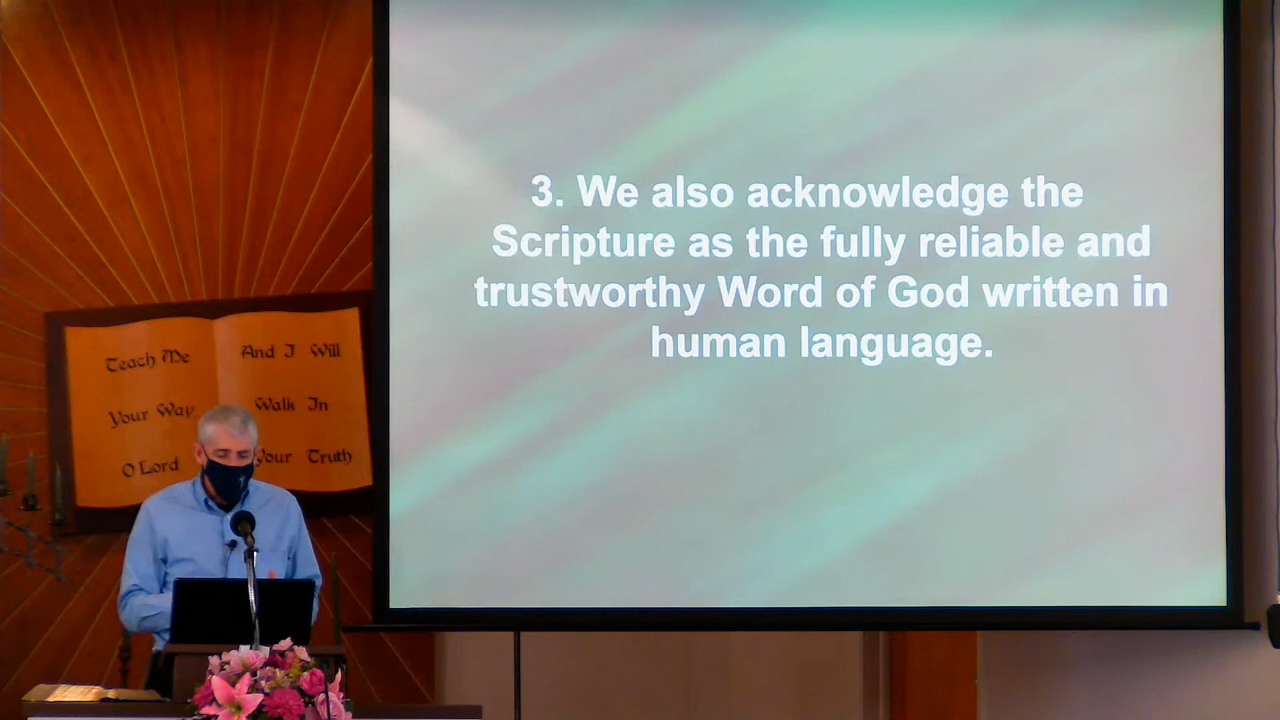 3. We also acknowledge the
Scripture as the fully reliable and
trustworthy Word of God written in
human language.
Teach Me
Your Way
O Lord
And I Will
Walk In
Your Truth